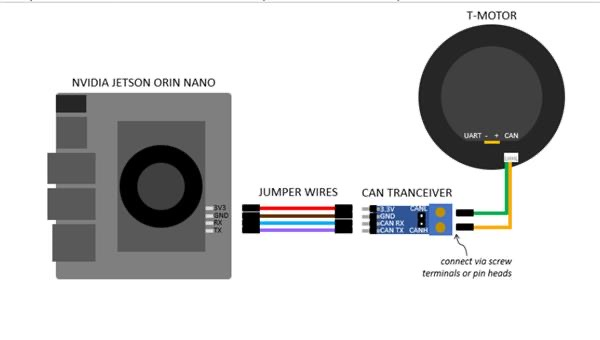 T-MOTOR
UART - + CAN
NVIDIA JETSON ORIN NANO
3V3
GND
RX
TX
JUMPER WIRES
CAN TRANCEIVER
3.3V
GND
CAN RX
CAN TX
CANL
CANH
connect via screw
terminals or pin heads